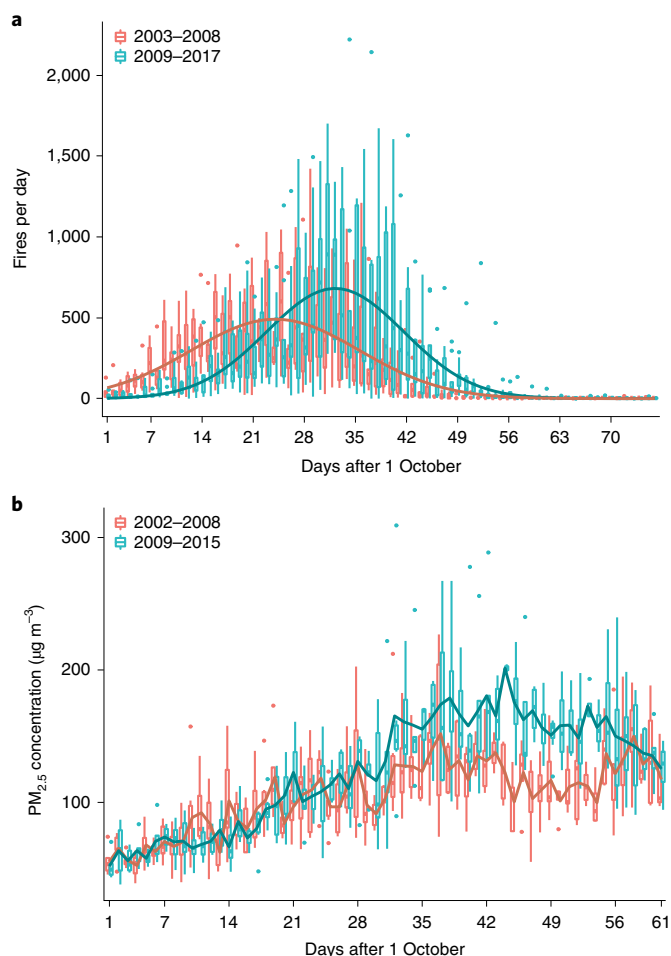 a
2003–2008
2009–2017
2,000
1,500
1,000
500
0
Fires per day
1 7 14 21 28 35 42 49 56 63 70
Days after 1 October
b
2002–2008
2009–2015
300
200
100
PM2.5 concentration (µg m−3)
1 7 14 21 28 35 42 49 56 61
Days after 1 October